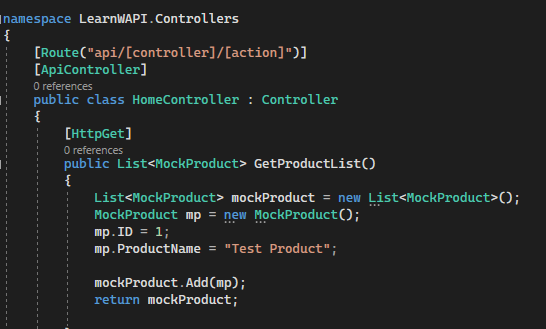 namespace LearnWAPI.Controllers
{
[Route("api/[controller]/[action]")]
[ApiController]
0 references
public class HomeController : Controller
{
[HttpGet]
0 references
public List<MockProduct> GetProductList()
{
List<MockProduct> mockProduct = new List<MockProduct>();
MockProduct mp = new MockProduct();
mp.ID = 1;
mp.ProductName = "Test Product";
mockProduct.Add(mp);
return mockProduct;